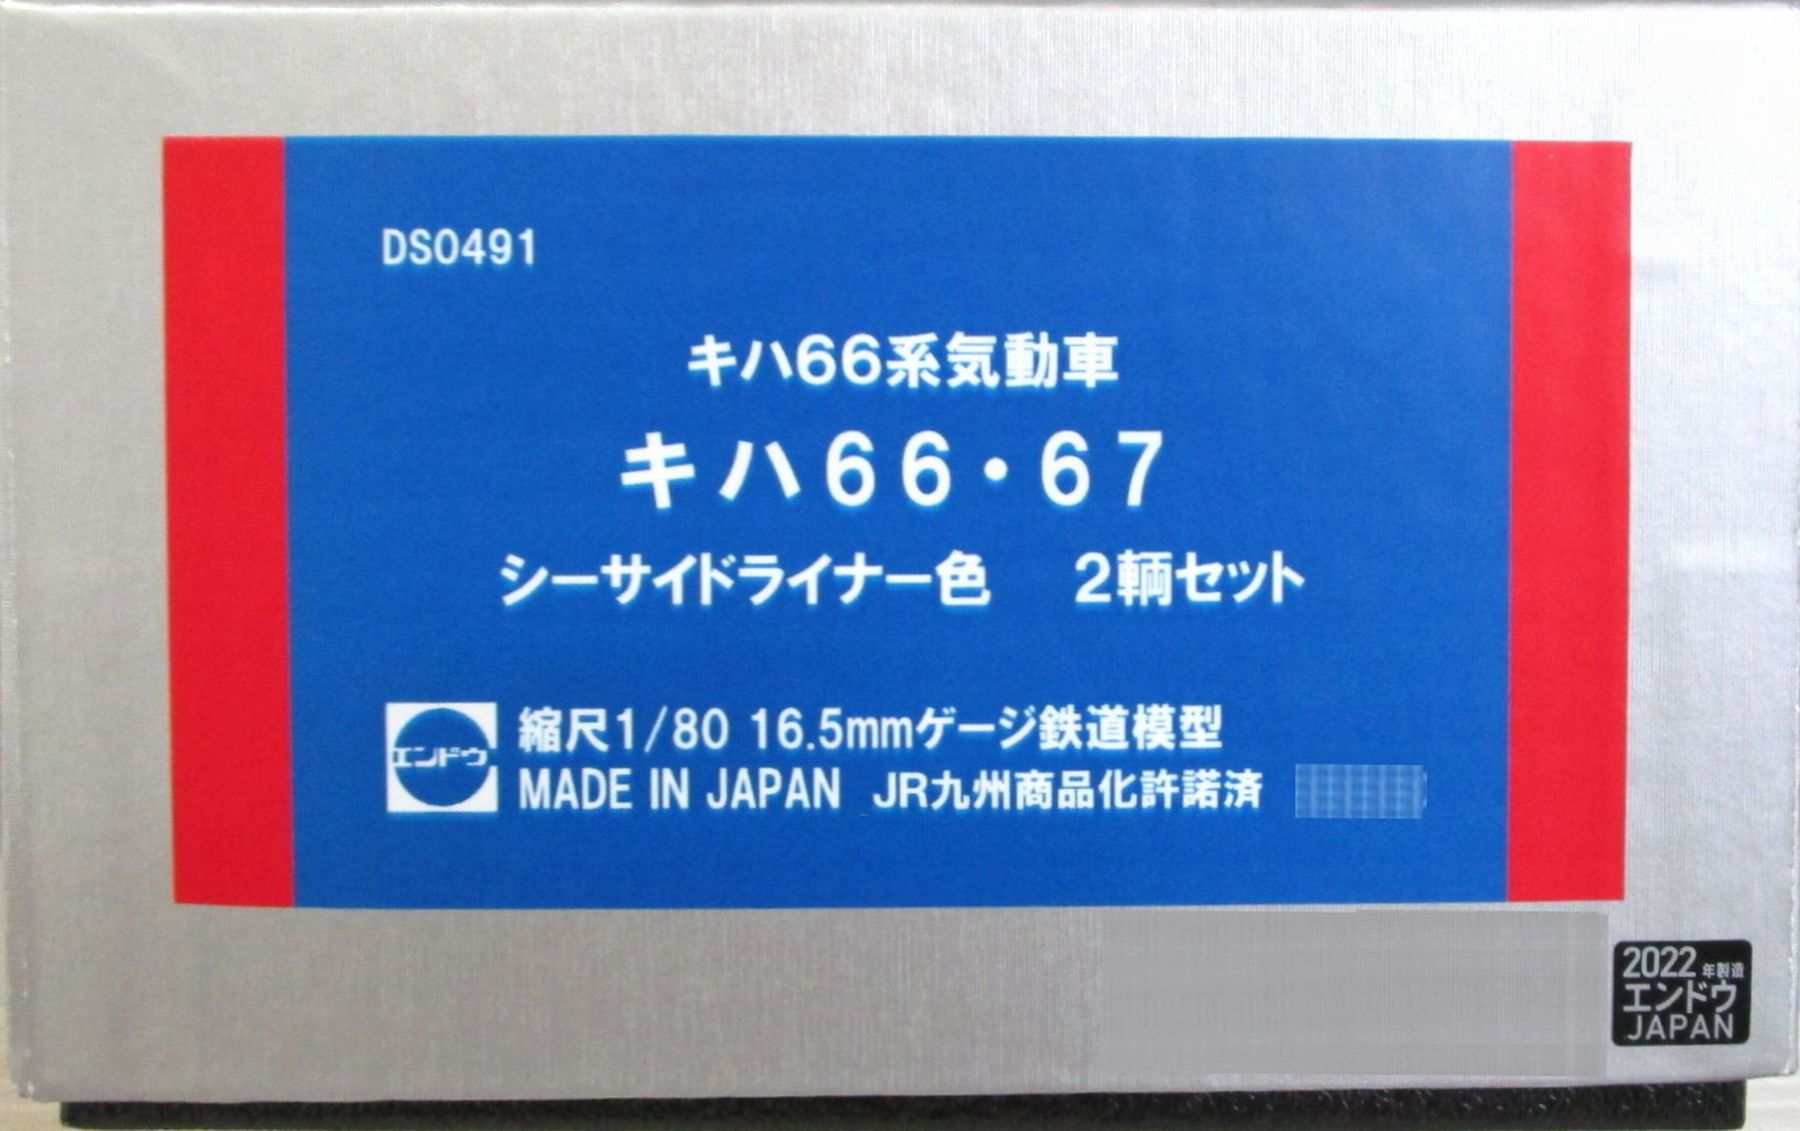 DS0491
キハ66系気動車
キハ66・67
シーサイドライナー色 2輌セット
エンドウ
縮尺1/80 16.5mmゲージ鉄道模型
MADE IN JAPAN JR九州商品化許諾済
2022年製造
エンドウ
JAPAN